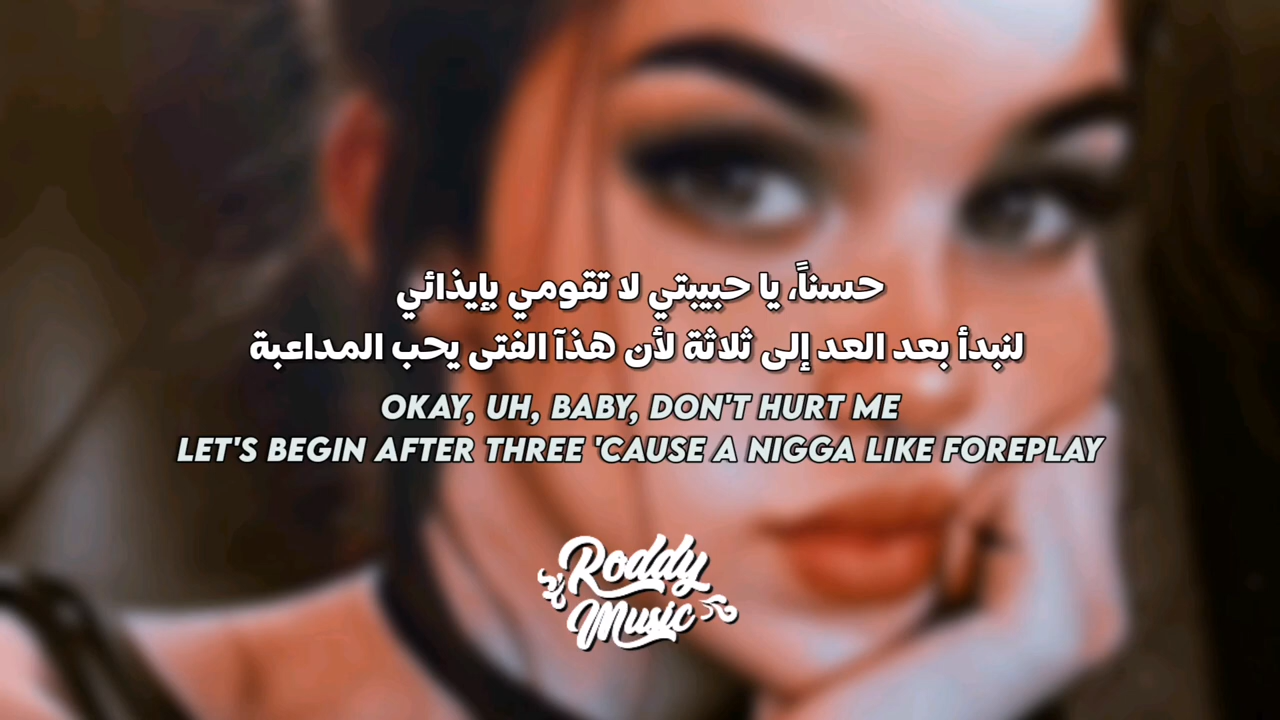 حسناً، يا حبيبتي لا تقومي بإيذائي
لنبدأ بعد العد إلى ثلاثة لأن هذآ الفتى يحب المداعبة
OKAY, UH, BABY, DON'T HURT ME
LET'S BEGIN AFTER THREE 'CAUSE A NIGGA LIKE FOREPLAY
Roddy
Music